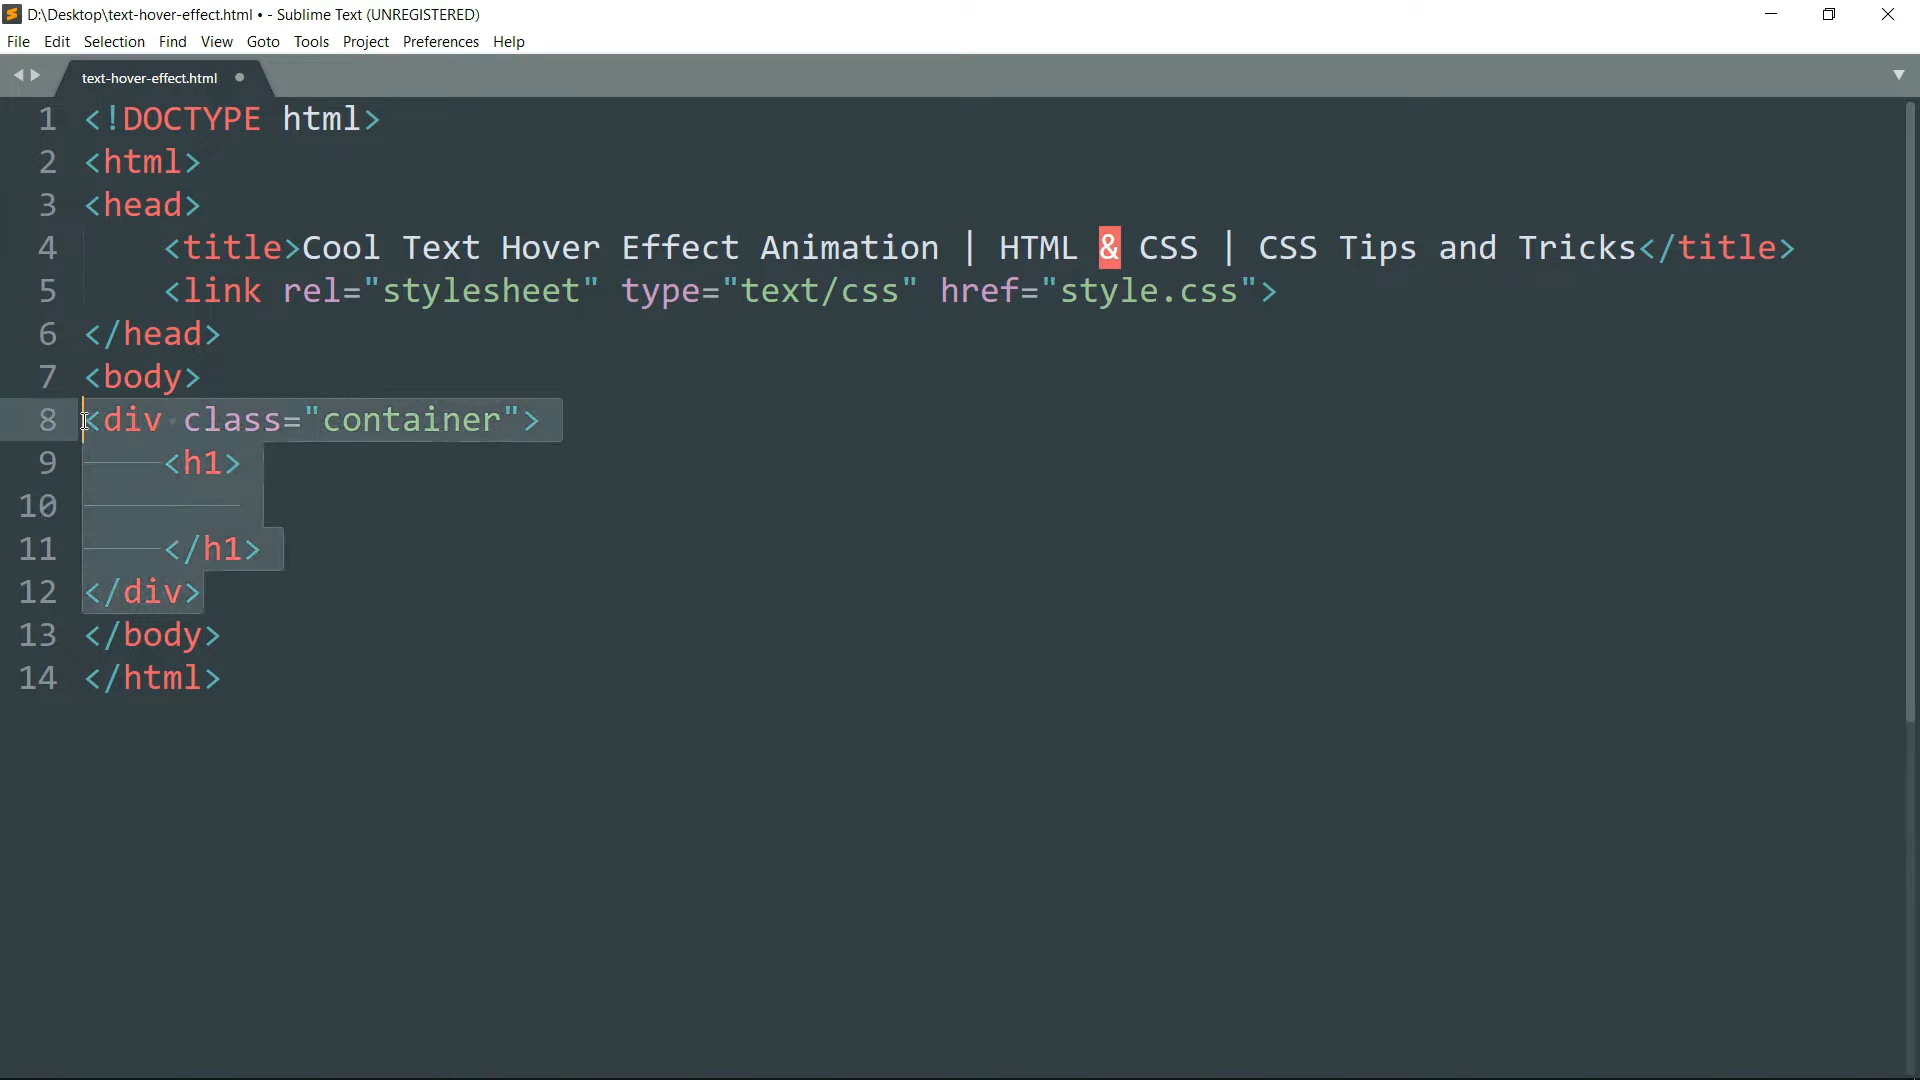 D:\Desktop\text-hover-effect.html • - Sublime Text (UNREGISTERED)
File Edit Selection Find View Goto Tools Project Preferences Help
text-hover-effect.html
1 <!DOCTYPE html>
2 <html>
3 <head>
4 <title>Cool Text Hover Effect Animation | HTML & CSS | CSS Tips and Tricks</title>
5 <link rel="stylesheet" type="text/css" href="style.css">
6 </head>
7 <body>
8 <div class="container">
9 <h1>
10
11 </h1>
12 </div>
13 </body>
14 </html>